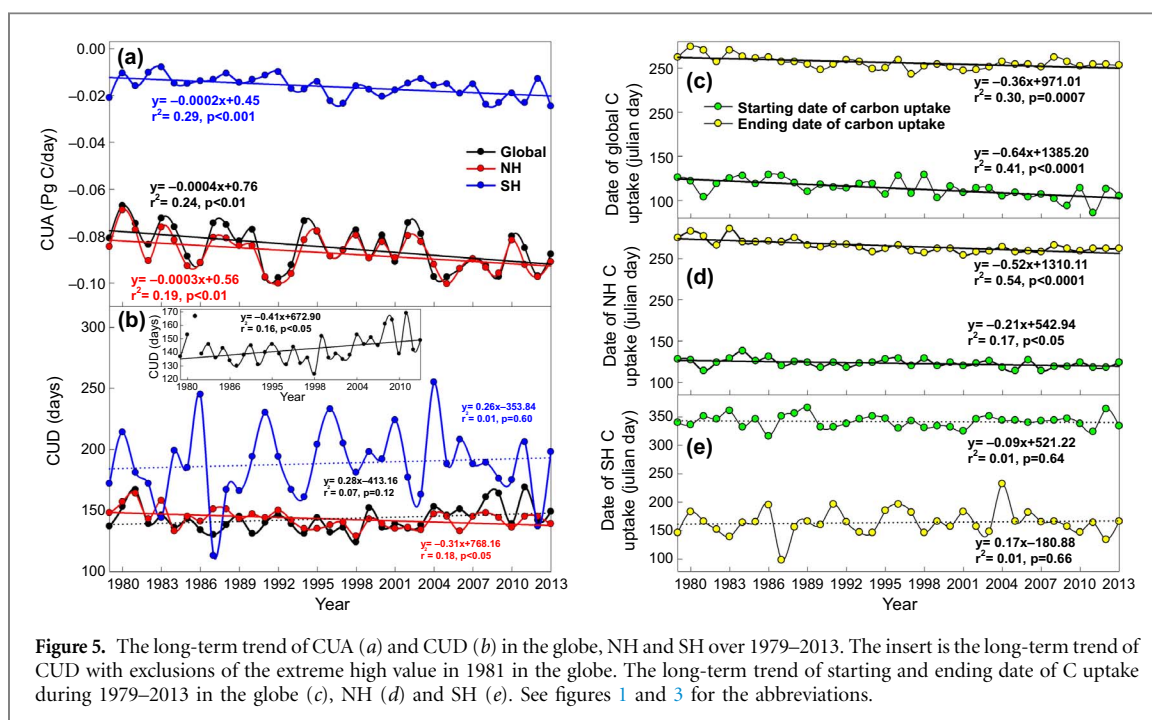 (a)
0.00
−0.02
−0.04
−0.06
−0.08
−0.10
CUA (Pg C/day)
y= −0.0002x+0.45
r² = 0.29, p<0.001
Global
NH
SH
y= −0.0004x+0.76
r² = 0.24, p<0.01
y= −0.0003x+0.56
r² = 0.19, p<0.01
(b)
300
250
200
150
100
CUD (days)
170
160
150
140
130
120
CUD (days)
y= −0.41x+672.90
r² = 0.16, p<0.05
1980 1986 1995 1998 2004 2010
Year
y= 0.26x−353.84
r² = 0.01, p=0.60
y= 0.28x−413.16
r² = 0.07, p=0.12
y= −0.31x+768.16
r² = 0.18, p<0.05
1980 1983 1986 1989 1992 1995 1998 2001 2004 2007 2010 2013
Year
(c)
250
150
100
Date of global C
uptake (julian day)
y= −0.36x+971.01
r² = 0.30, p=0.0007
Starting date of carbon uptake
Ending date of carbon uptake
y= −0.64x+1385.20
r² = 0.41, p<0.0001
(d)
250
250
150
100
Date of NH C
uptake (julian day)
y= −0.52x+1310.11
r² = 0.54, p<0.0001
y= −0.21x+542.94
r² = 0.17, p<0.05
(e)
350
300
250
200
150
100
Date of SH C
uptake (julian day)
y= −0.09x+521.22
r² = 0.01, p=0.64
y= 0.17x−180.88
r² = 0.01, p=0.66
1980 1983 1986 1989 1992 1995 1998 2001 2004 2007 2010 2013
Year
Figure 5. The long-term trend of CUA (a) and CUD (b) in the globe, NH and SH over 1979–2013. The insert is the long-term trend of
CUD with exclusions of the extreme high value in 1981 in the globe. The long-term trend of starting and ending date of C uptake
during 1979–2013 in the globe (c), NH (d) and SH (e). See figures 1 and 3 for the abbreviations.